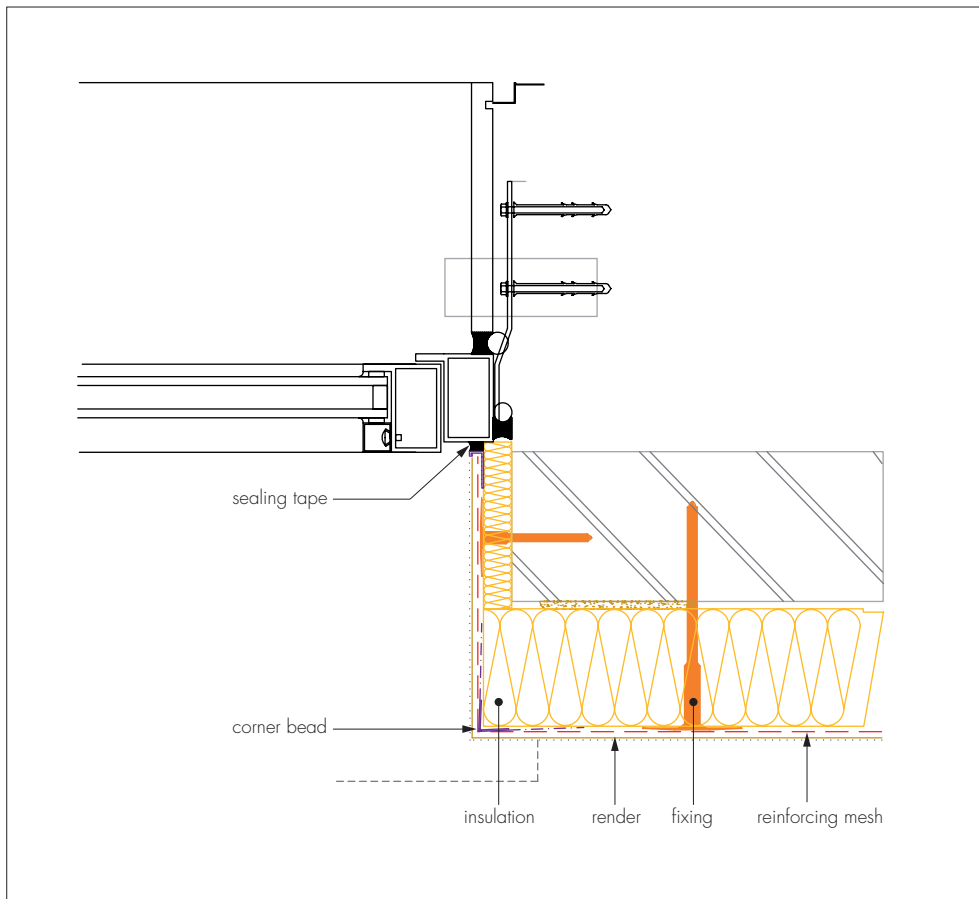 sealing tape
corner bead
insulation
render
fixing
reinforcing mesh